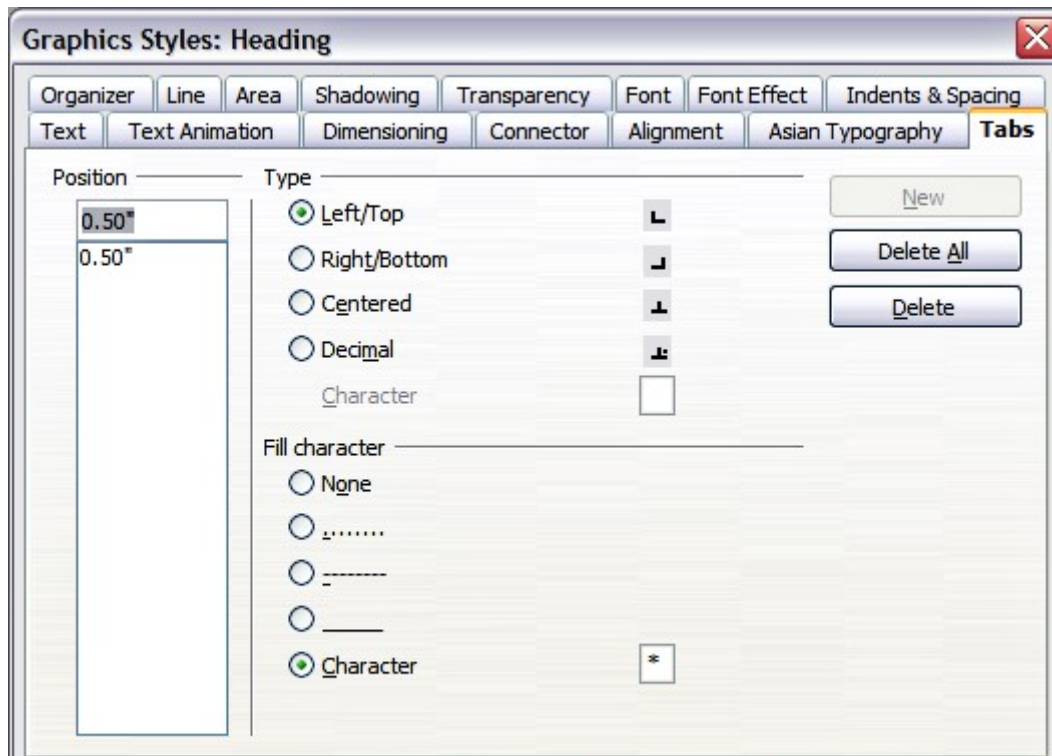 Graphics Styles: Heading
Organizer Line Area Shadowing Transparency Font Font Effect Indents & Spacing
Text Text Animation Dimensioning Connector Alignment Asian Typography Tabs
Position Type
New
0.50" Left/Top
0.50" Right/Bottom Delete All
Centered Delete
Decimal
Character
Fill character
None
.........
---------
______
Character *